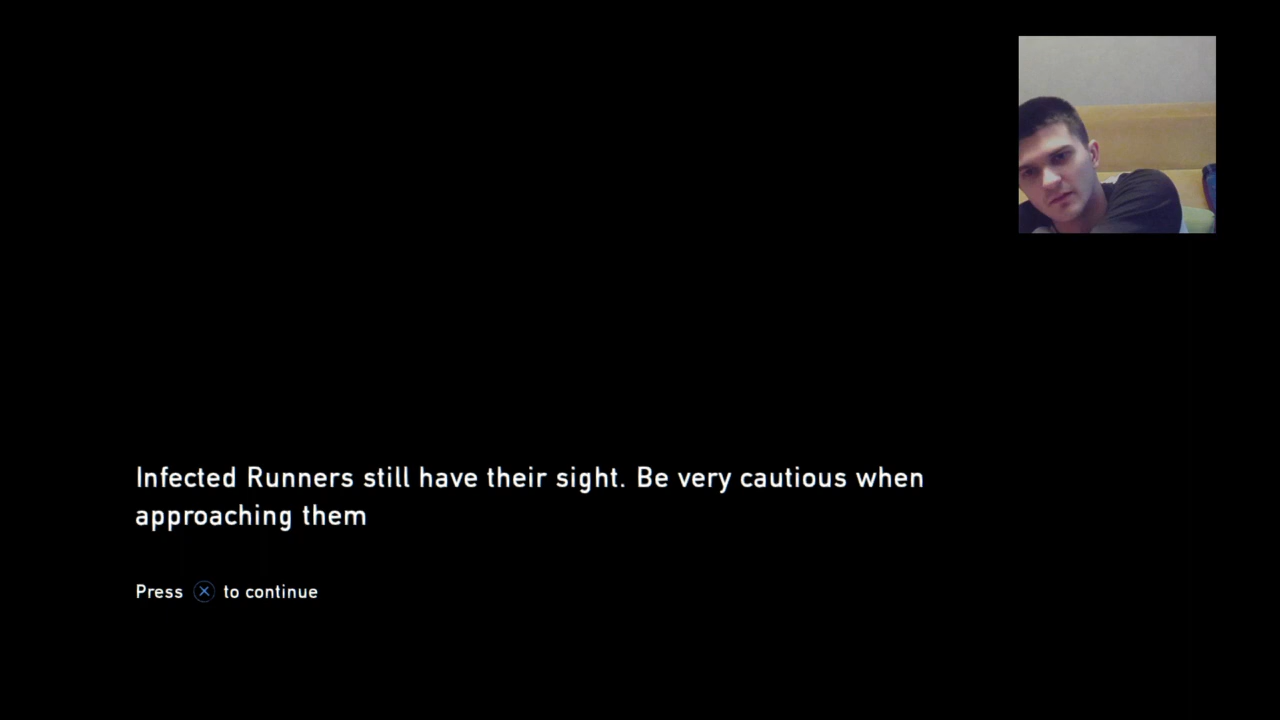 Infected Runners still have their sight. Be very cautious when
approaching them
Press ⓧ to continue